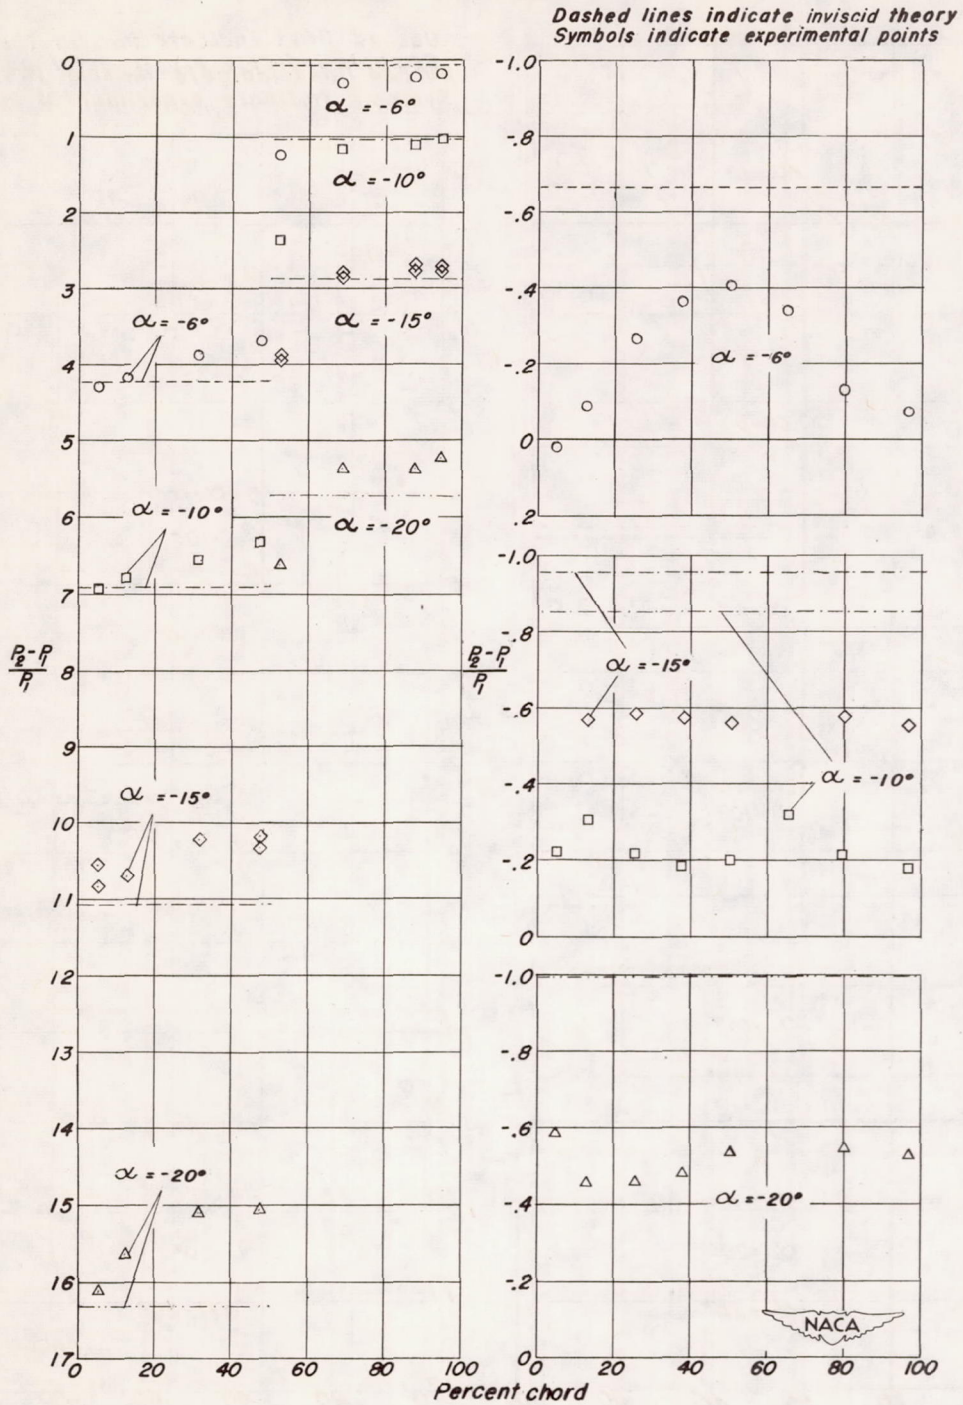 Dashed lines indicate inviscid theory
Symbols indicate experimental points
0
1
2
3
4
5
6
7
8
9
10
11
12
13
14
15
16
17
P2-P1
P1
α = -6°
α = -10°
α = -15°
α = -6°
α = -10°
α = -20°
α = -15°
α = -20°
0 20 40 60 80 100
-1.0
-.8
-.6
-.4
-.2
0
.2
α = -6°
-1.0
-.8
-.6
-.4
-.2
0
P2-P1
P1
α = -15°
α = -10°
-1.0
-.8
-.6
-.4
-.2
0
α = -20°
NACA
0 20 40 60 80 100
Percent chord